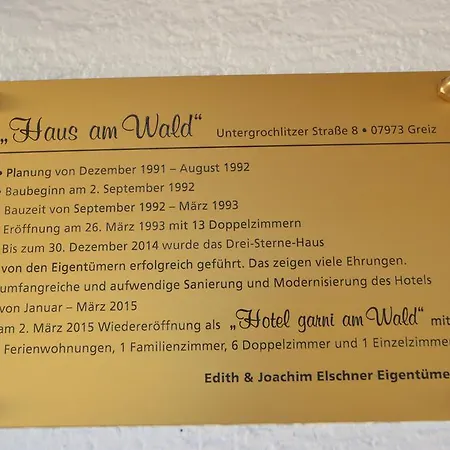 „Haus am Wald“ Untergrochlitzer Straße 8 • 07973 Greiz
• Planung von Dezember 1991 – August 1992
• Baubeginn am 2. September 1992
Bauzeit von September 1992 – März 1993
Eröffnung am 26. März 1993 mit 13 Doppelzimmern
Bis zum 30. Dezember 2014 wurde das Drei-Sterne-Haus
von den Eigentümern erfolgreich geführt. Das zeigen viele Ehrungen.
umfangreiche und aufwendige Sanierung und Modernisierung des Hotels
von Januar – März 2015
am 2. März 2015 Wiedereröffnung als „Hotel garni am Wald“ mit
Ferienwohnungen, 1 Familienzimmer, 6 Doppelzimmer und 1 Einzelzimmer
Edith & Joachim Elschner Eigentüme